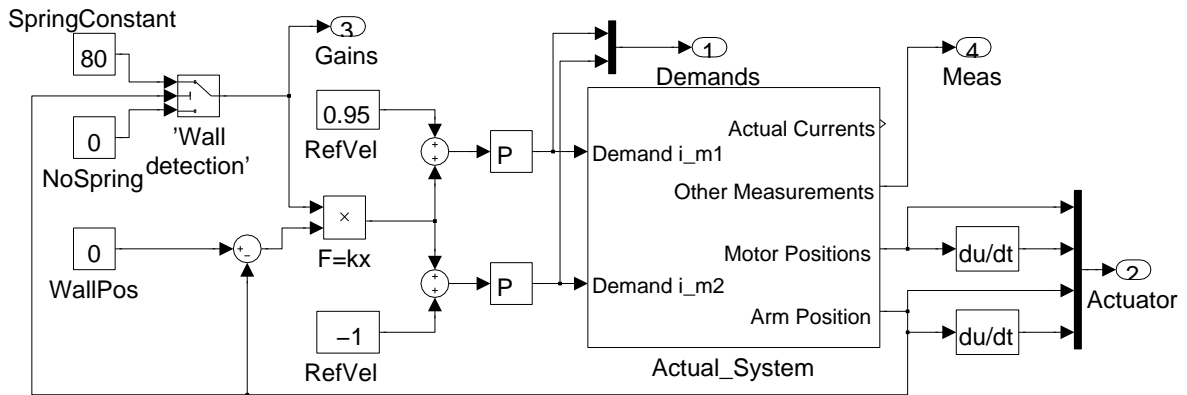 SpringConstant
80
0
NoSpring
'Wall
detection'
0
WallPos
3
Gains
0.95
RefVel
×
F=kx
−1
RefVel
+
+
+
+
+
−
P
P
1
Demands
4
Meas
Actual Currents
Demand i_m1
Other Measurements
Motor Positions
Demand i_m2
Arm Position
Actual_System
du/dt
du/dt
2
Actuator